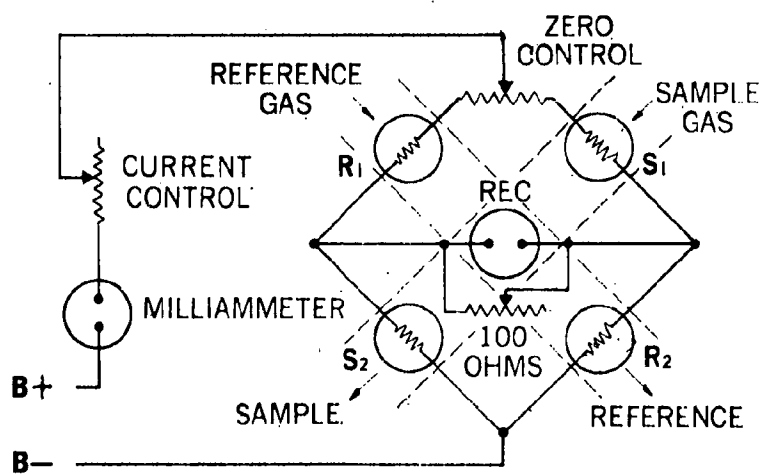 ZERO
CONTROL
REFERENCE
GAS
SAMPLE
GAS
CURRENT
CONTROL
R1
S1
REC
MILLIAMMETER
100
OHMS
S2
R2
B+
SAMPLE
REFERENCE
B-